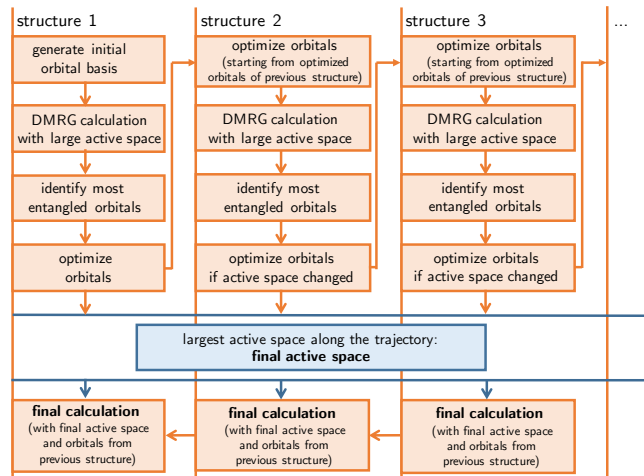 structure 1
structure 2
structure 3
...
generate initial
orbital basis
DMRG calculation
with large active space
identify most
entangled orbitals
optimize
orbitals
optimize orbitals
(starting from optimized
orbitals of previous structure)
DMRG calculation
with large active space
identify most
entangled orbitals
optimize orbitals
if active space changed
optimize orbitals
(starting from optimized
orbitals of previous structure)
DMRG calculation
with large active space
identify most
entangled orbitals
optimize orbitals
if active space changed
largest active space along the trajectory:
final active space
final calculation
(with final active space
and orbitals from
previous structure)
final calculation
(with final active space
and orbitals from
previous structure)
final calculation
(with final active space
and orbitals from
previous structure)